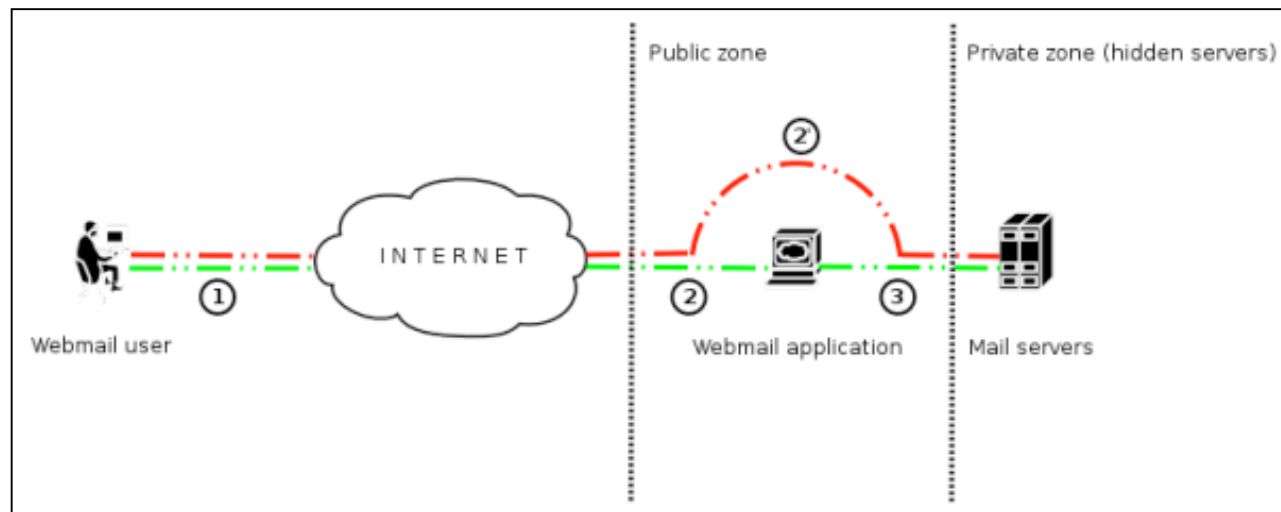 Public zone
Private zone (hidden servers)
2'
INTERNET
1
2
3
Webmail user
Webmail application
Mail servers